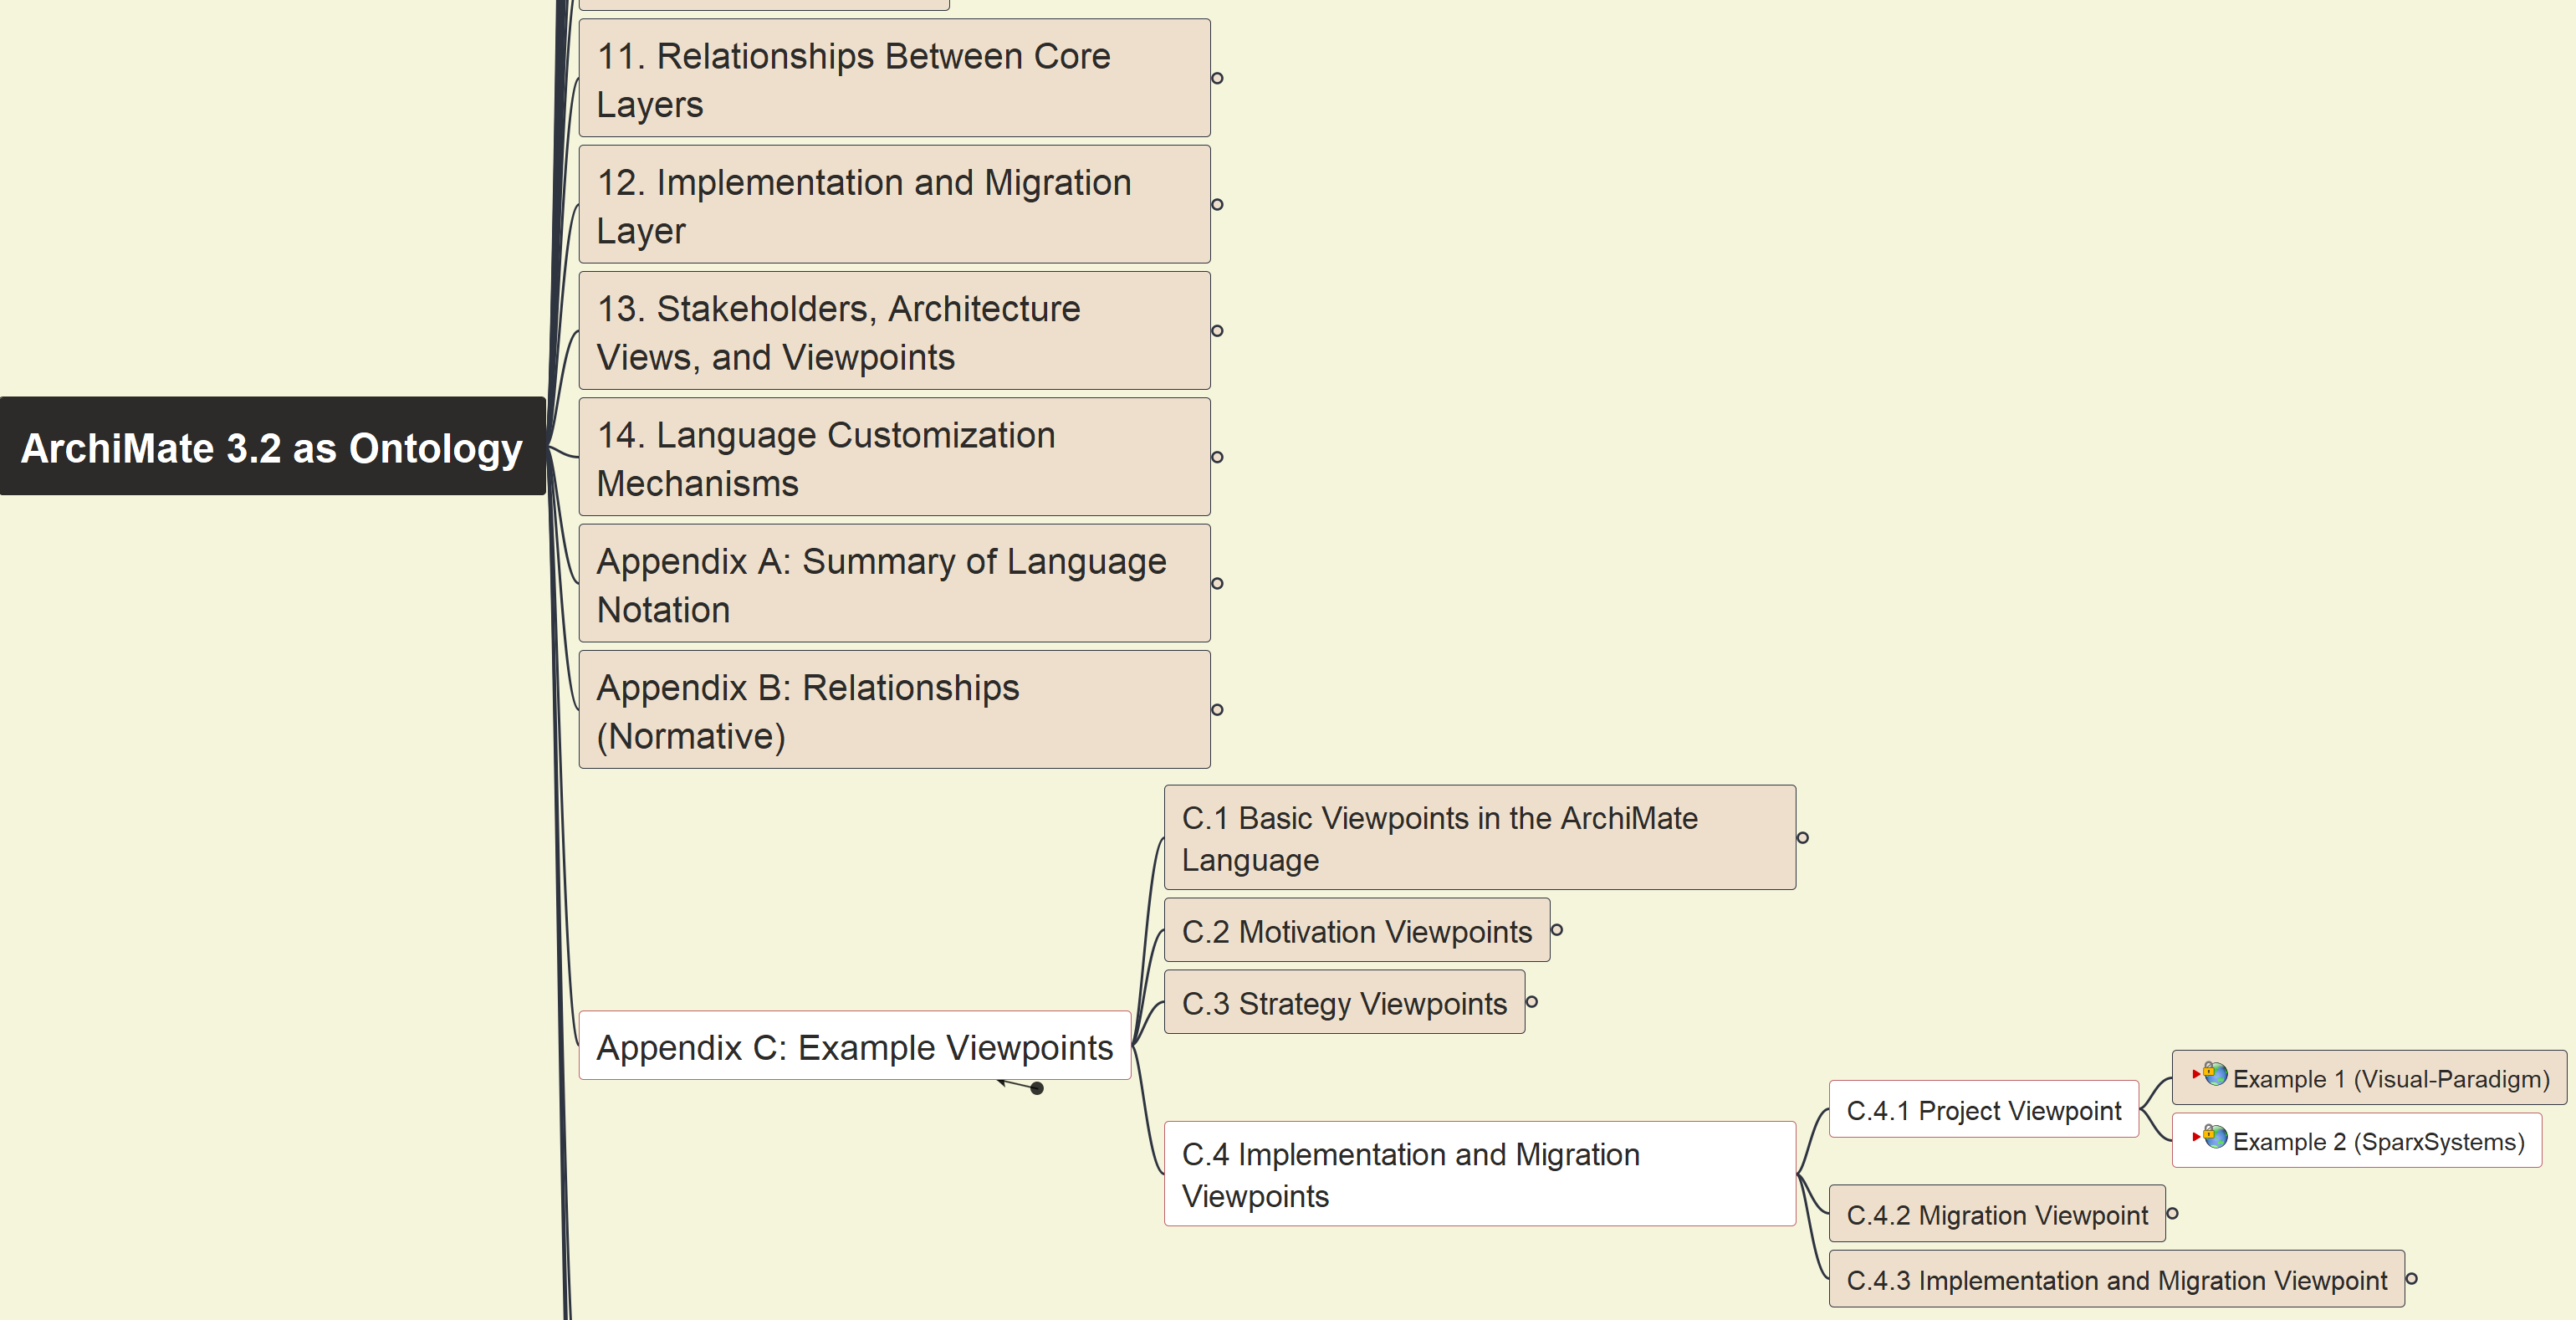 11. Relationships Between Core
Layers
12. Implementation and Migration
Layer
13. Stakeholders, Architecture
Views, and Viewpoints
ArchiMate 3.2 as Ontology
14. Language Customization
Mechanisms
Appendix A: Summary of Language
Notation
Appendix B: Relationships
(Normative)
Appendix C: Example Viewpoints
C.1 Basic Viewpoints in the ArchiMate
Language
C.2 Motivation Viewpoints
C.3 Strategy Viewpoints
C.4 Implementation and Migration
Viewpoints
C.4.1 Project Viewpoint
Example 1 (Visual-Paradigm)
Example 2 (SparxSystems)
C.4.2 Migration Viewpoint
C.4.3 Implementation and Migration Viewpoint